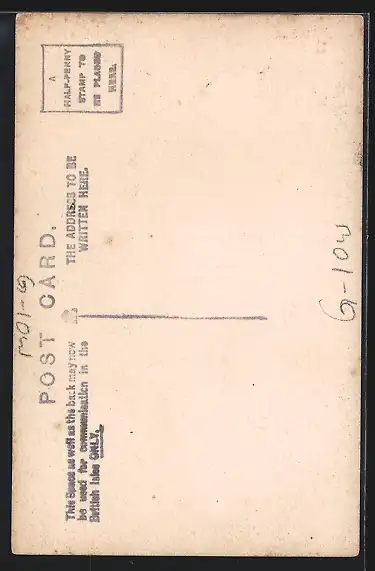 POST CARD.
This Space as well as the back may now
be used for communication in the
British Isles ONLY.
THE ADDRESS TO BE
WRITTEN HERE.
A
HALF-PENNY
STAMP TO
BE PLACED
HERE.
G-10w